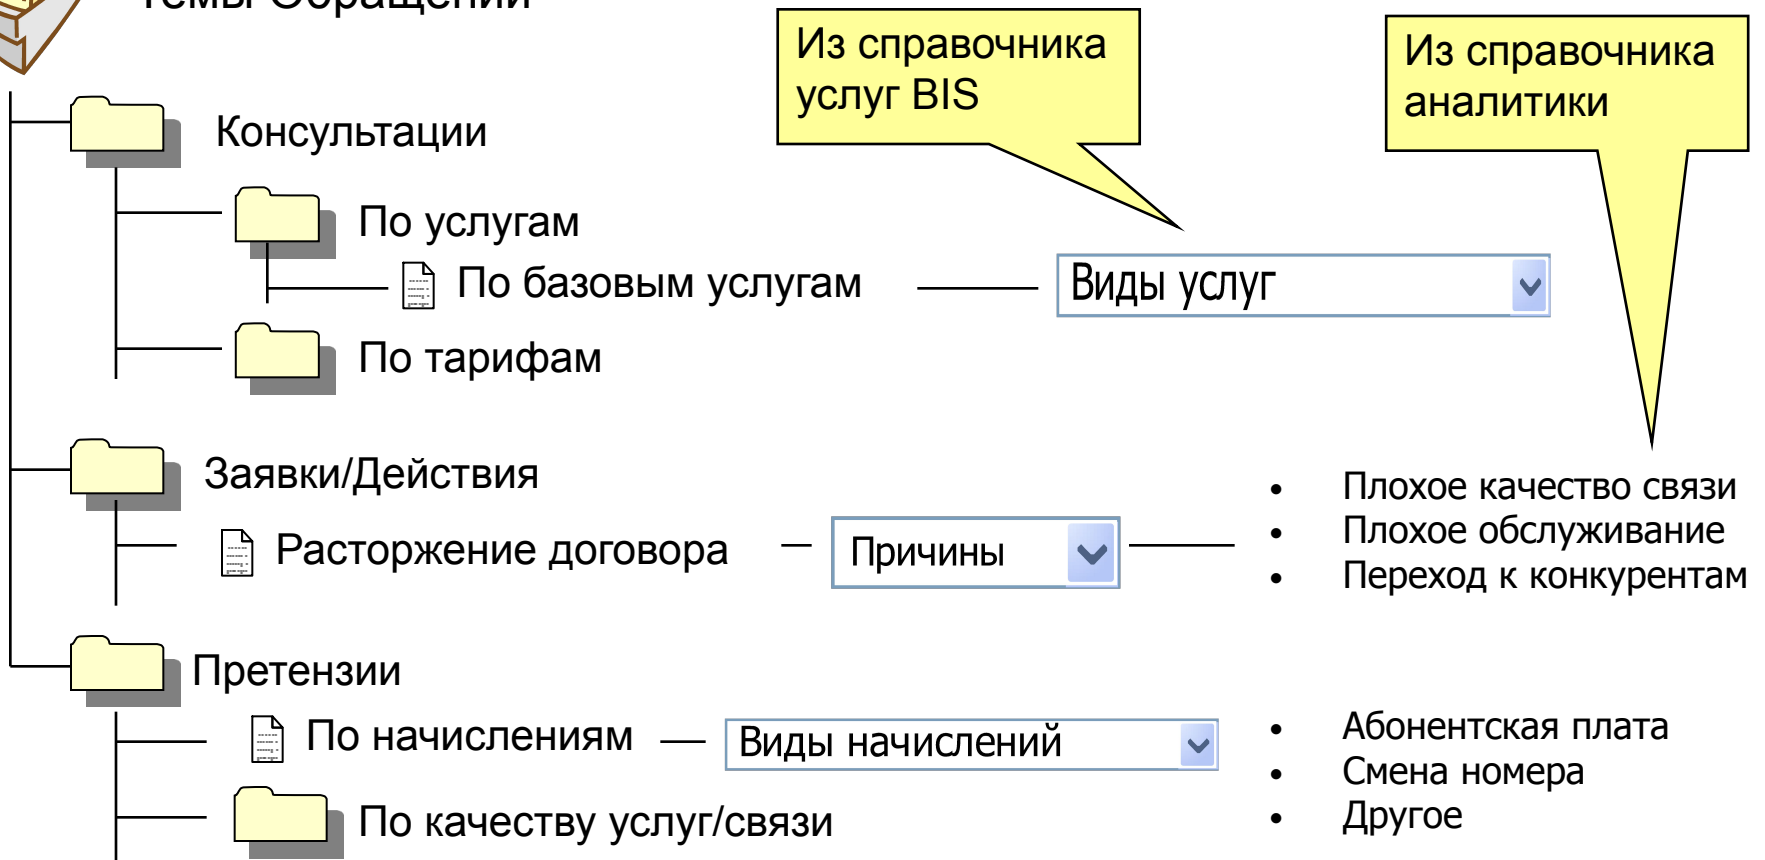 Темы Обращений
Из справочника
услуг BIS
Из справочника
аналитики
Консультации
По услугам
По базовым услугам
Виды услуг
По тарифам
Заявки/Действия
Расторжение договора
Причины
• Плохое качество связи
• Плохое обслуживание
• Переход к конкурентам
Претензии
По начислениям
Виды начислений
• Абонентская плата
• Смена номера
• Другое
По качеству услуг/связи